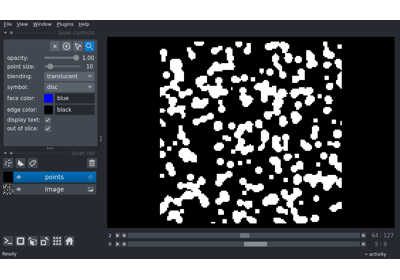 File View Window Plugins Help
layer controls
opacity: 1.00
point size: 10
blending: translucent
symbol: disc
face color: blue
edge color: black
display text:
out of slice:
layer list
points
Image
2 64 127
0 5 9
Ready activity